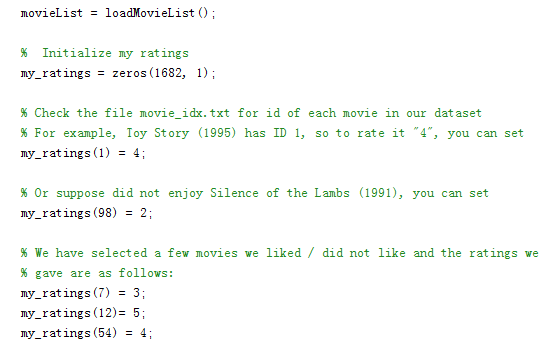 movieList = loadMovieList();
%  Initialize my ratings
my_ratings = zeros(1682, 1);
% Check the file movie_idx.txt for id of each movie in our dataset
% For example, Toy Story (1995) has ID 1, so to rate it "4", you can set
my_ratings(1) = 4;
% Or suppose did not enjoy Silence of the Lambs (1991), you can set
my_ratings(98) = 2;
% We have selected a few movies we liked / did not like and the ratings we
% gave are as follows:
my_ratings(7) = 3;
my_ratings(12)= 5;
my_ratings(54) = 4;